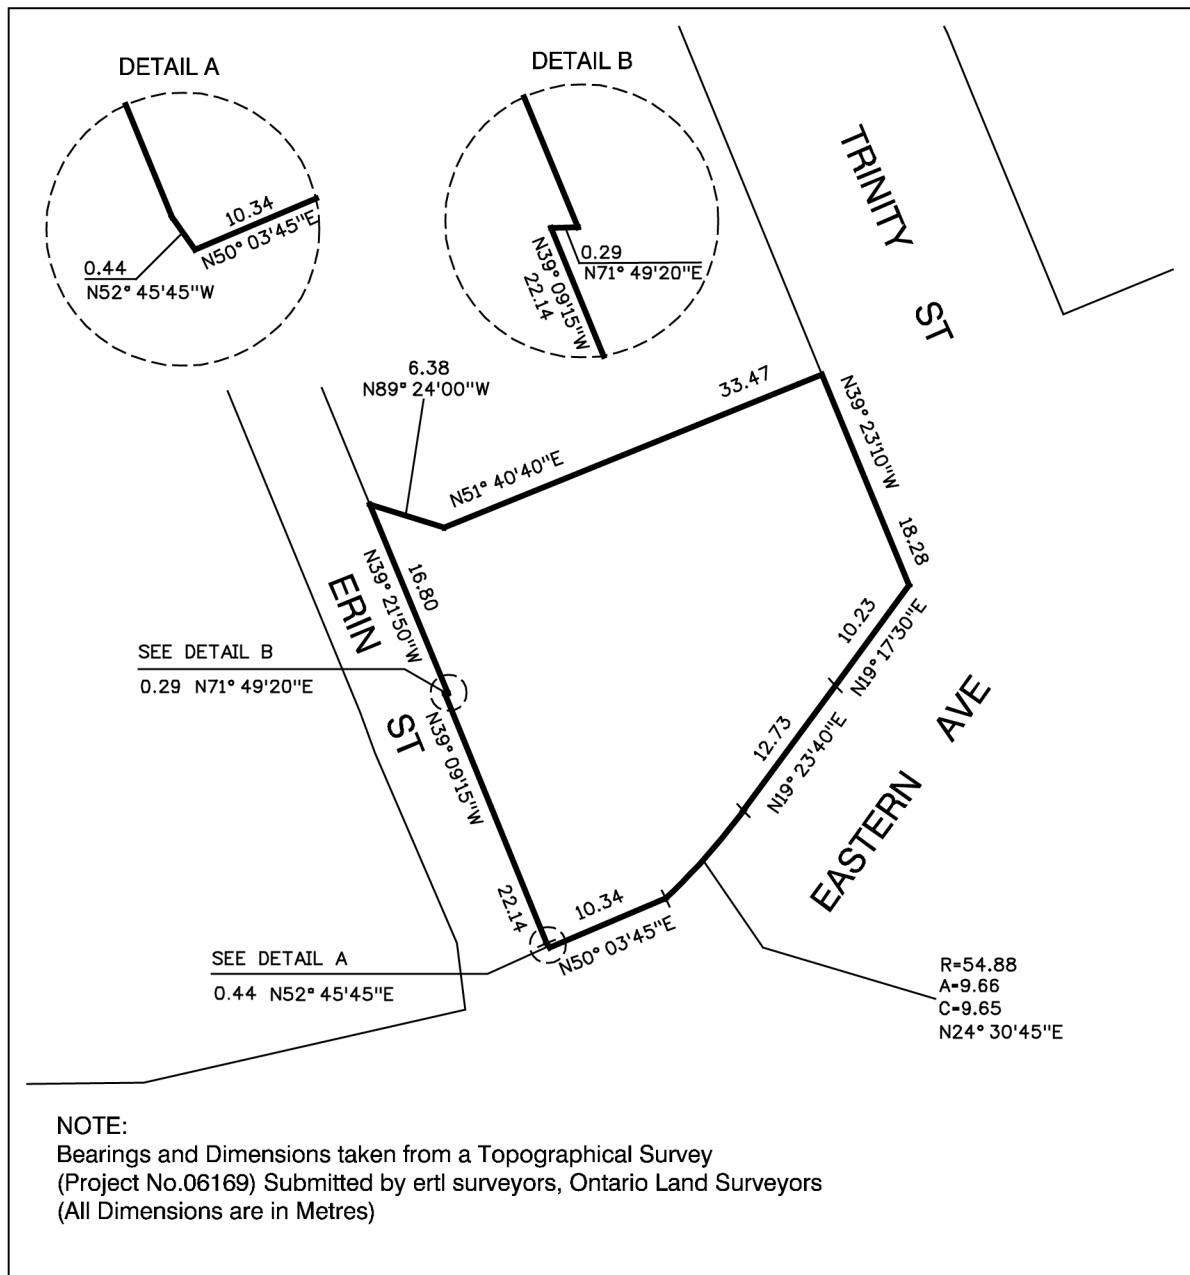 DETAIL A
DETAIL B
10.34
N50° 03'45"E
0.44
N52° 45'45"W
0.29
N71° 49'20"E
N39° 09'15"W
22.14
TRINITY ST
6.38
N89° 24'00"W
33.47
N51° 40'40"E
N39° 23'10"W
18.28
16.80
N39° 21'50"W
ERIN ST
10.23
N19° 17'30"E
SEE DETAIL B
0.29 N71° 49'20"E
N39° 09'15"W
22.14
12.73
N19° 23'40"E
EASTERN AVE
10.34
N50° 03'45"E
SEE DETAIL A
0.44 N52° 45'45"E
R=54.88
A=9.66
C=9.65
N24° 30'45"E
NOTE:
Bearings and Dimensions taken from a Topographical Survey
(Project No.06169) Submitted by ertl surveyors, Ontario Land Surveyors
(All Dimensions are in Metres)